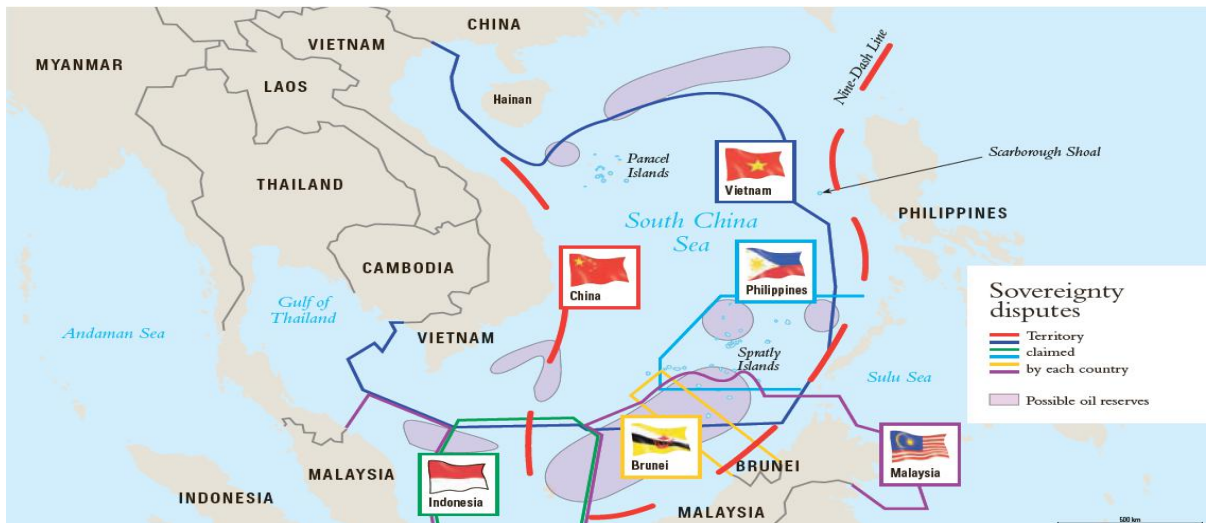 CHINA
VIETNAM
MYANMAR
LAOS
Hainan
Nine-Dash Line
Paracel
Islands
Scarborough Shoal
THAILAND
Vietnam
South China
Sea
PHILIPPINES
CAMBODIA
China
Philippines
Gulf of
Thailand
Andaman Sea
VIETNAM
Spratly
Islands
Sulu Sea
Sovereignty
disputes
Territory
claimed
by each country
Possible oil reserves
MALAYSIA
Brunei
BRUNEI
Malaysia
INDONESIA
Indonesia
MALAYSIA
500 km